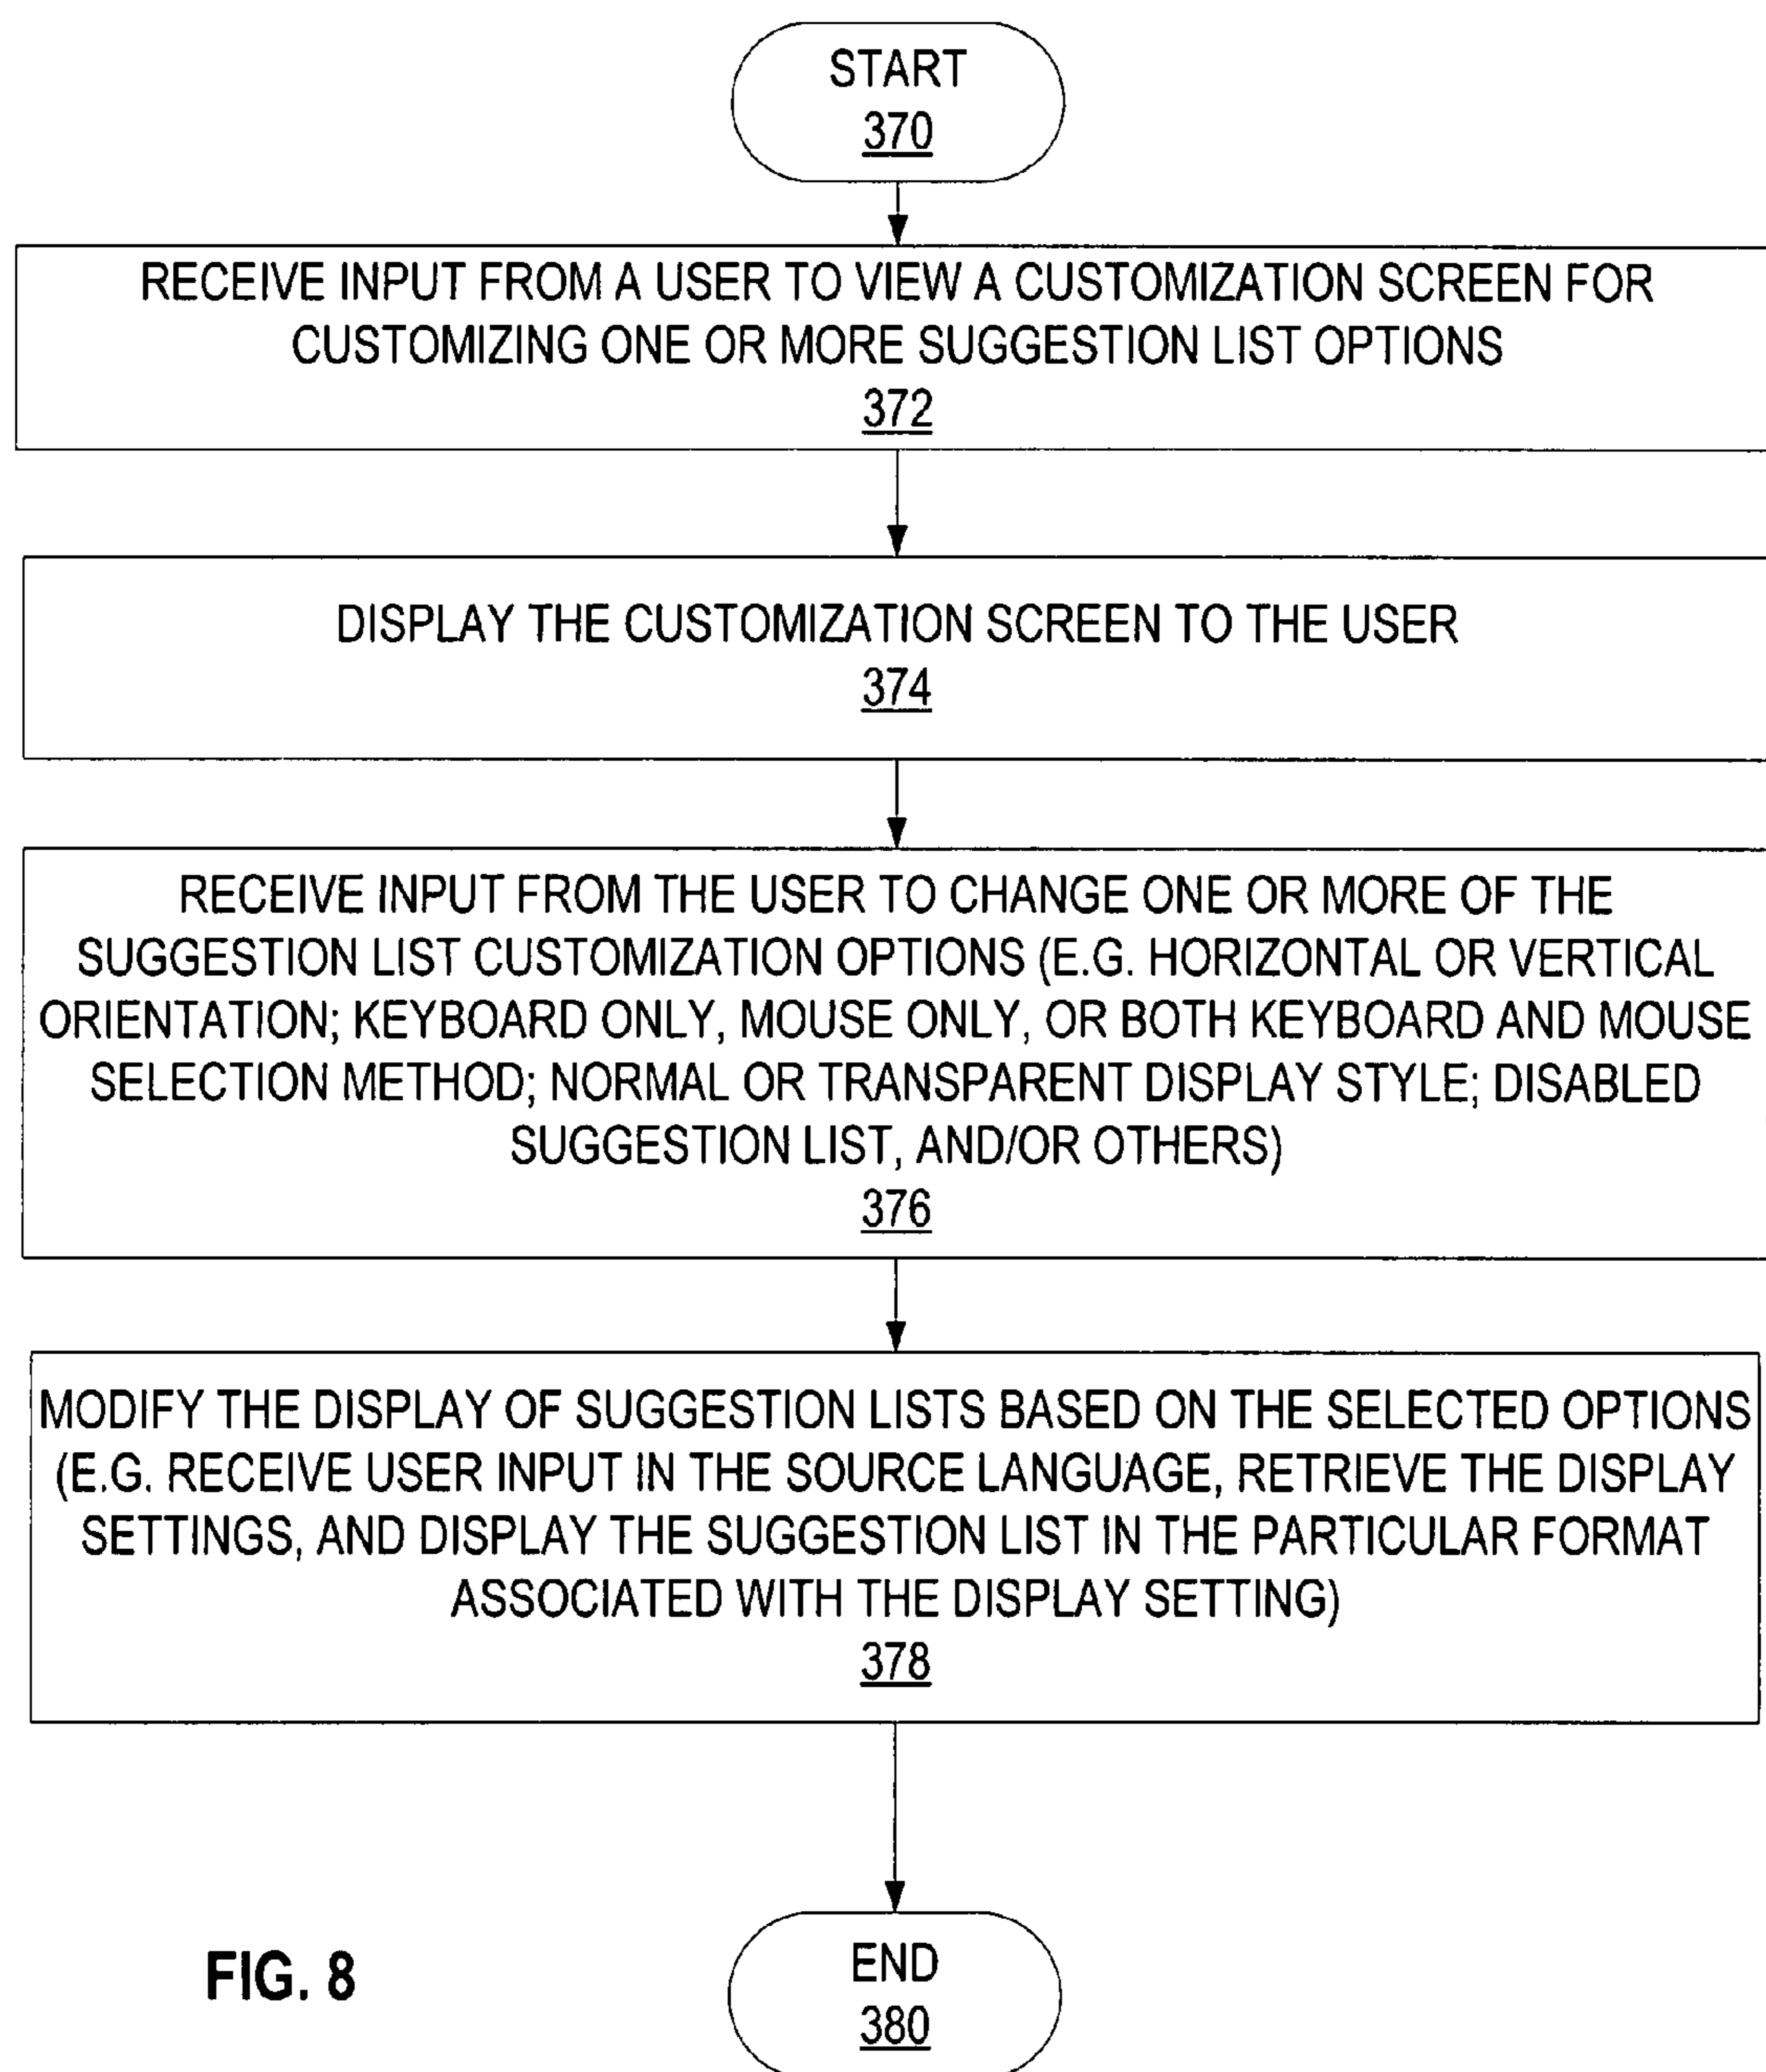 START
370
RECEIVE INPUT FROM A USER TO VIEW A CUSTOMIZATION SCREEN FOR
CUSTOMIZING ONE OR MORE SUGGESTION LIST OPTIONS
372
DISPLAY THE CUSTOMIZATION SCREEN TO THE USER
374
RECEIVE INPUT FROM THE USER TO CHANGE ONE OR MORE OF THE
SUGGESTION LIST CUSTOMIZATION OPTIONS (E.G. HORIZONTAL OR VERTICAL
ORIENTATION; KEYBOARD ONLY, MOUSE ONLY, OR BOTH KEYBOARD AND MOUSE
SELECTION METHOD; NORMAL OR TRANSPARENT DISPLAY STYLE; DISABLED
SUGGESTION LIST, AND/OR OTHERS)
376
MODIFY THE DISPLAY OF SUGGESTION LISTS BASED ON THE SELECTED OPTIONS
(E.G. RECEIVE USER INPUT IN THE SOURCE LANGUAGE, RETRIEVE THE DISPLAY
SETTINGS, AND DISPLAY THE SUGGESTION LIST IN THE PARTICULAR FORMAT
ASSOCIATED WITH THE DISPLAY SETTING)
378
END
380
FIG. 8